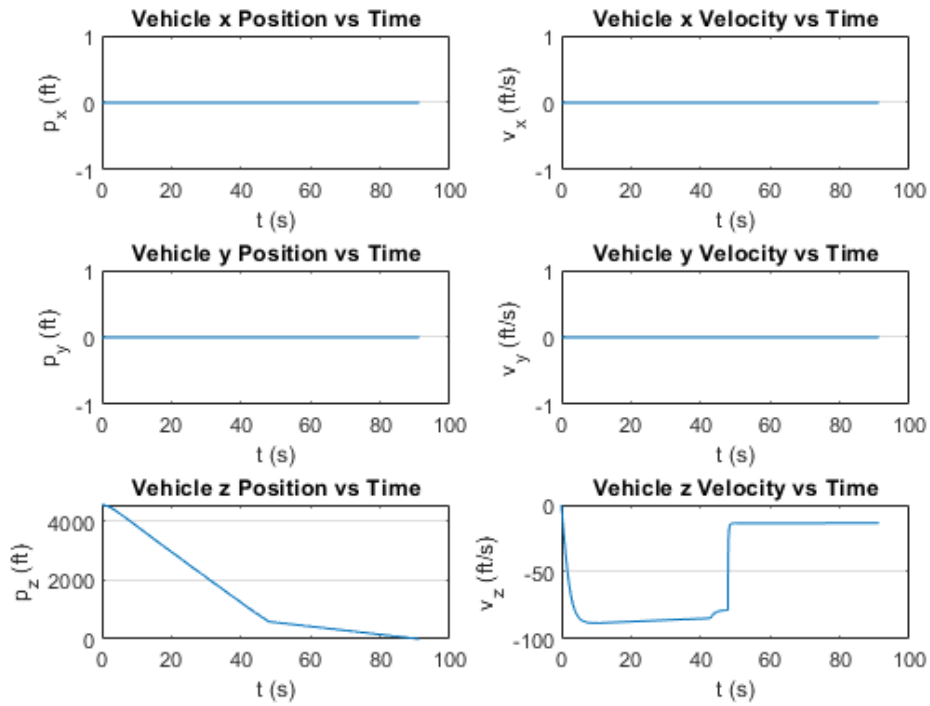 Vehicle x Position vs Time
1
0
-1
p_x (ft)
0 20 40 60 80 100
t (s)
Vehicle x Velocity vs Time
1
0
-1
v_x (ft/s)
0 20 40 60 80 100
t (s)
Vehicle y Position vs Time
1
0
-1
p_y (ft)
0 20 40 60 80 100
t (s)
Vehicle y Velocity vs Time
1
0
-1
v_y (ft/s)
0 20 40 60 80 100
t (s)
Vehicle z Position vs Time
4000
2000
0
p_z (ft)
0 20 40 60 80 100
t (s)
Vehicle z Velocity vs Time
0
-50
-100
v_z (ft/s)
0 20 40 60 80 100
t (s)